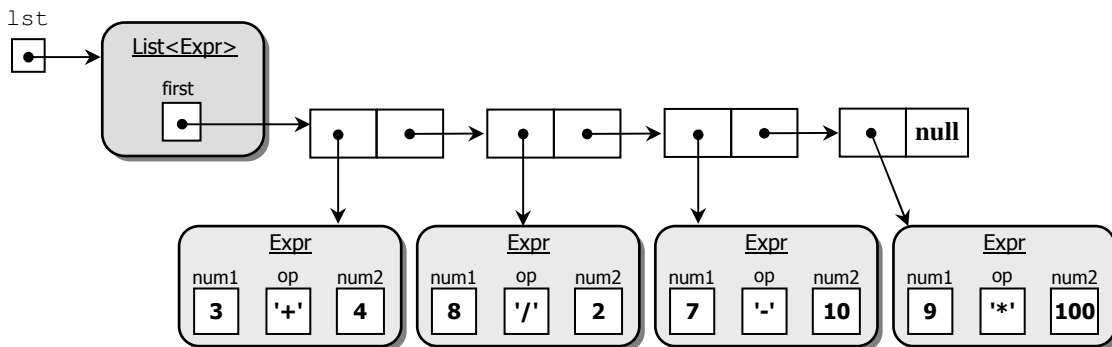 lst
List<Expr>
first
null
Expr Expr Expr Expr
num1 op num2 num1 op num2 num1 op num2 num1 op num2
3 '+' 4 8 '/' 2 7 '-' 10 9 '*' 100